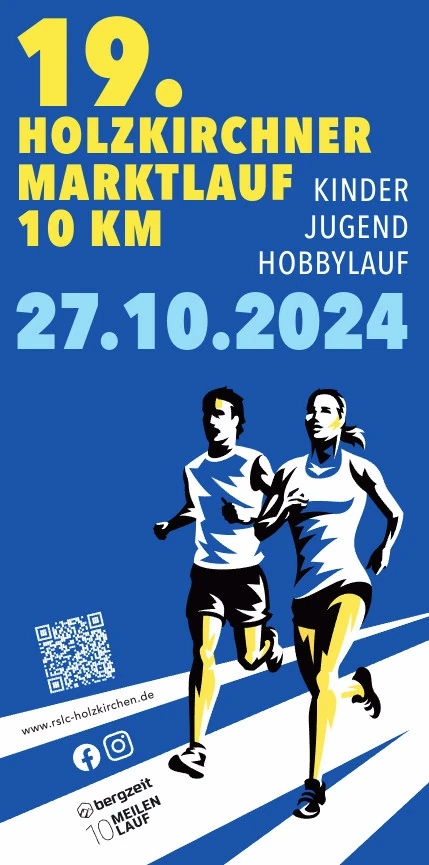 19.
HOLZKIRCHNER
MARKTLAUF
10 KM
KINDER
JUGEND
HOBBYLAUF
27.10.2024
www.rslc-holzkirchen.de
bergzeit
10 MEILEN
LAUF